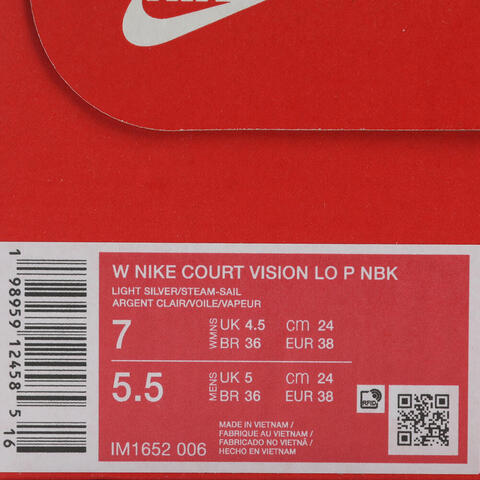 W NIKE COURT VISION LO P NBK
LIGHT SILVER/STEAM-SAIL
ARGENT CLAIR/VOILE/VAPEUR
7 WMNS UK 4.5 cm 24
BR 36 EUR 38
5.5 MENS UK 5 cm 24
BR 36 EUR 38
RFID
IM1652 006
MADE IN VIETNAM /
FABRIQUE AU VIETNAM /
FABRICADO NO VIETNÃ /
HECHO EN VIETNAM
1 98959 12458 5 16